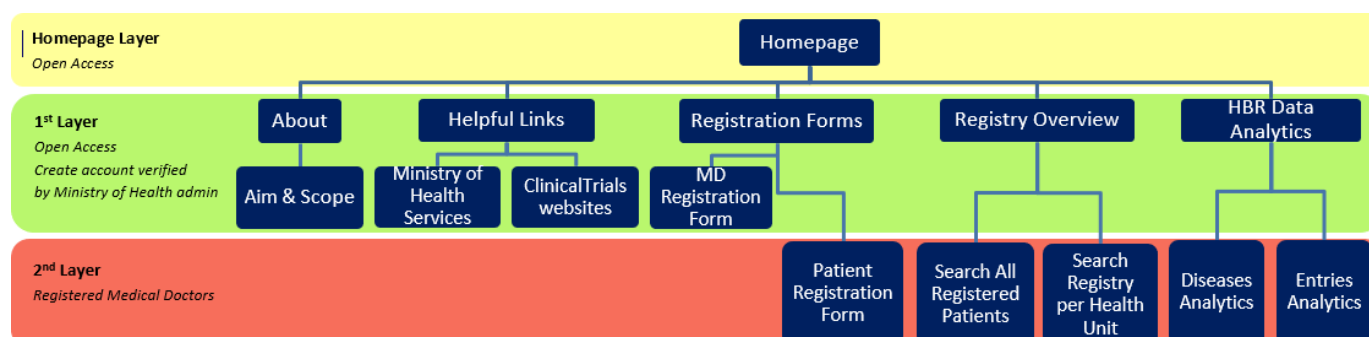 Homepage Layer
Open Access
Homepage
1st Layer
Open Access
Create account verified
by Ministry of Health admin
About
Helpful Links
Registration Forms
Registry Overview
HBR Data
Analytics
Aim & Scope
Ministry of
Health
Services
ClinicalTrials
websites
MD
Registration
Form
2nd Layer
Registered Medical Doctors
Patient
Registration
Form
Search All
Registered
Patients
Search
Registry
per Health
Unit
Diseases
Analytics
Entries
Analytics